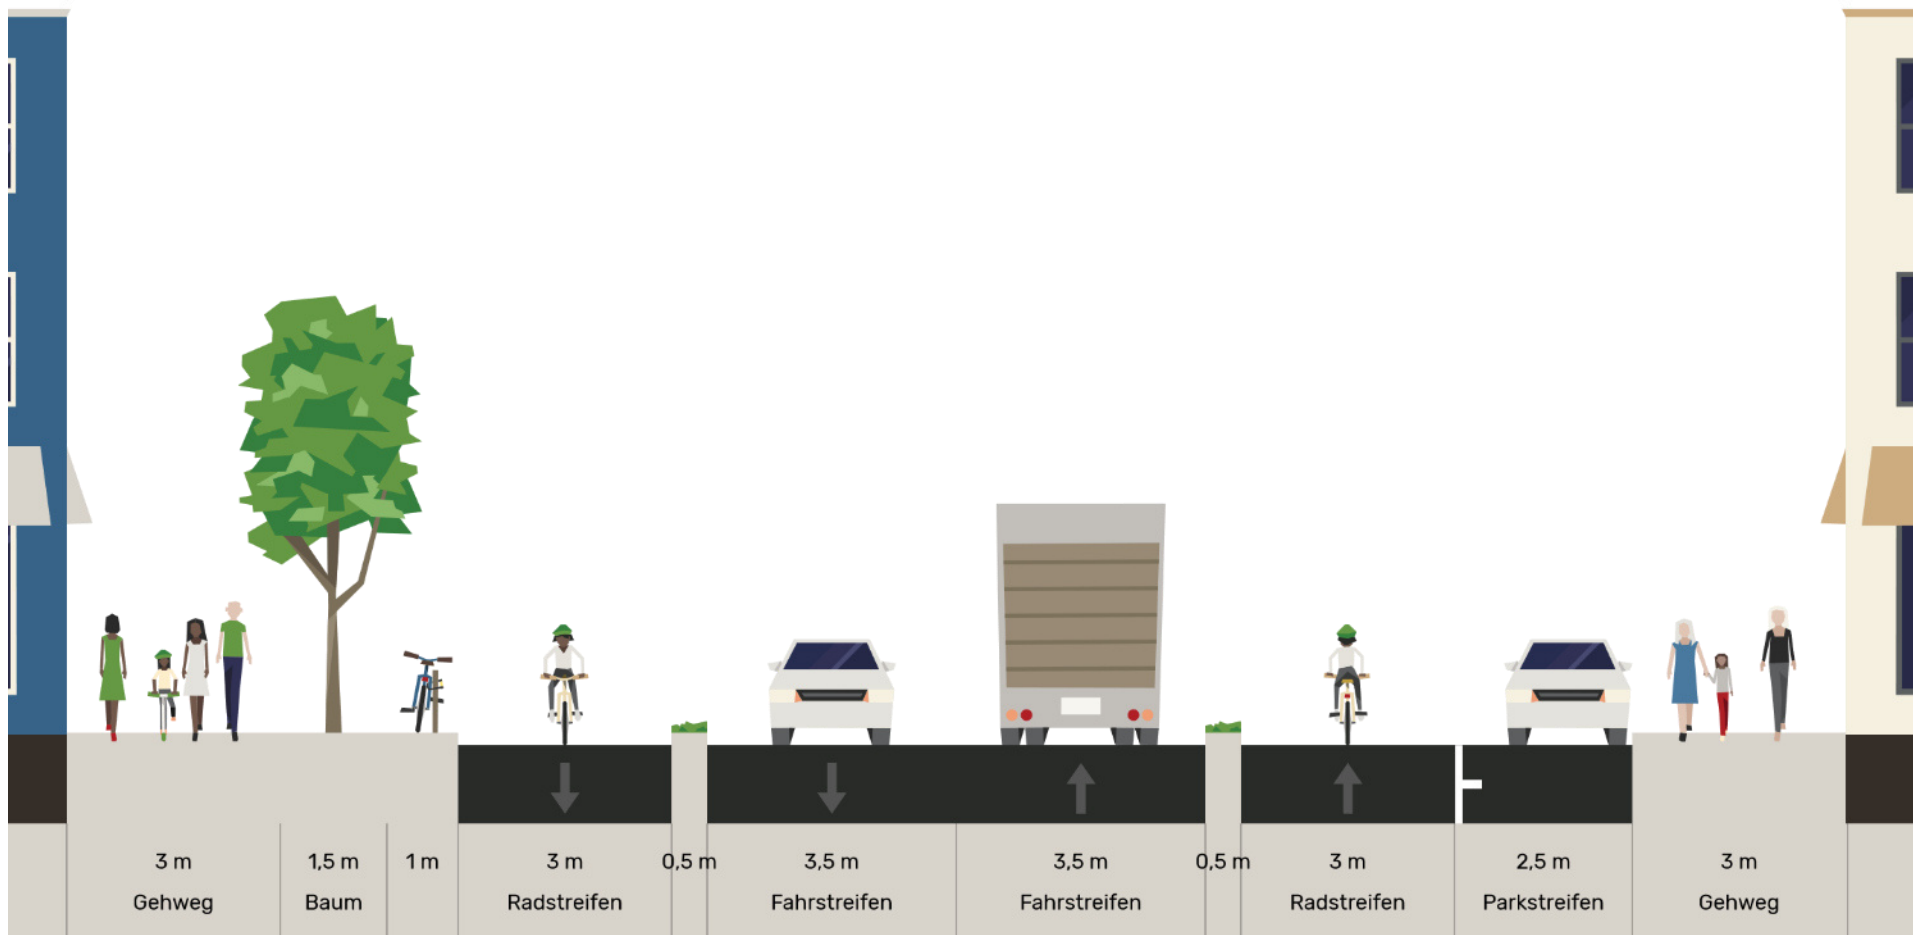 3 m
Gehweg
1,5 m
Baum
1 m
3 m
Radstreifen
0,5 m
3,5 m
Fahrstreifen
3,5 m
Fahrstreifen
0,5 m
3 m
Radstreifen
2,5 m
Parkstreifen
3 m
Gehweg